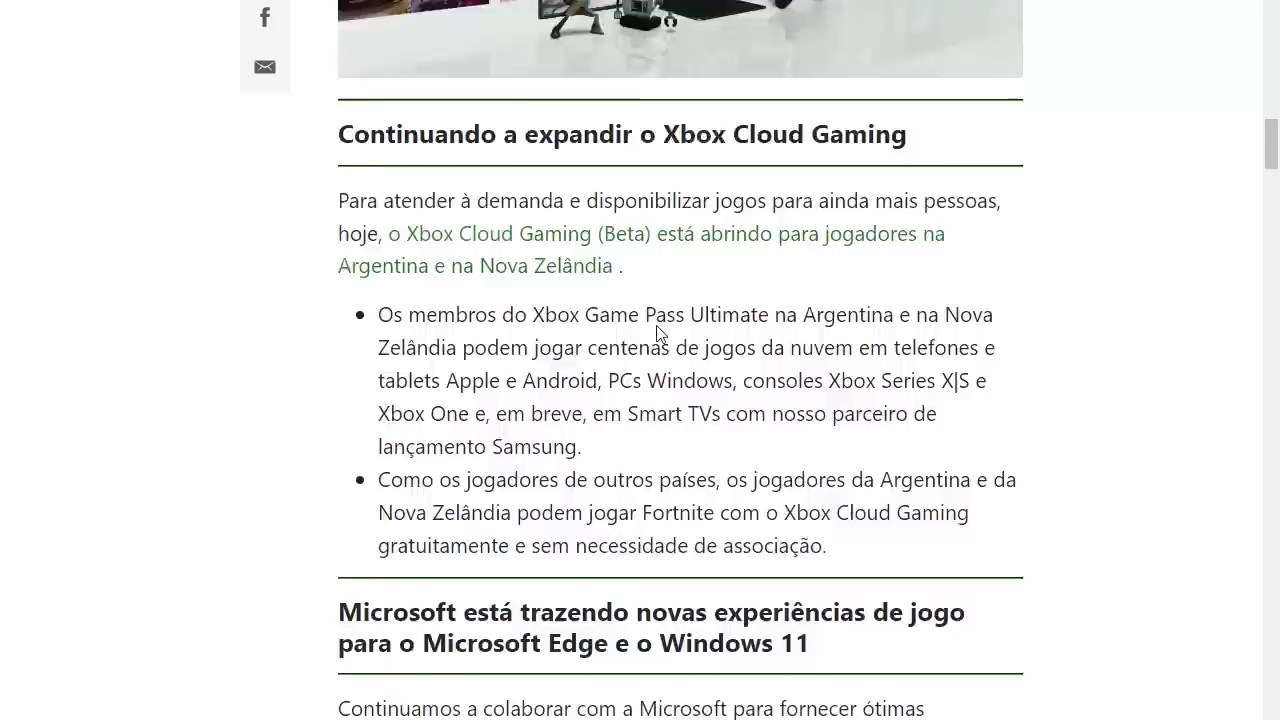 Continuando a expandir o Xbox Cloud Gaming
Para atender à demanda e disponibilizar jogos para ainda mais pessoas,
hoje, o Xbox Cloud Gaming (Beta) está abrindo para jogadores na
Argentina e na Nova Zelândia .
Os membros do Xbox Game Pass Ultimate na Argentina e na Nova
Zelândia podem jogar centenas de jogos da nuvem em telefones e
tablets Apple e Android, PCs Windows, consoles Xbox Series X|S e
Xbox One e, em breve, em Smart TVs com nosso parceiro de
lançamento Samsung.
Como os jogadores de outros países, os jogadores da Argentina e da
Nova Zelândia podem jogar Fortnite com o Xbox Cloud Gaming
gratuitamente e sem necessidade de associação.
Microsoft está trazendo novas experiências de jogo
para o Microsoft Edge e o Windows 11
Continuamos a colaborar com a Microsoft para fornecer ótimas